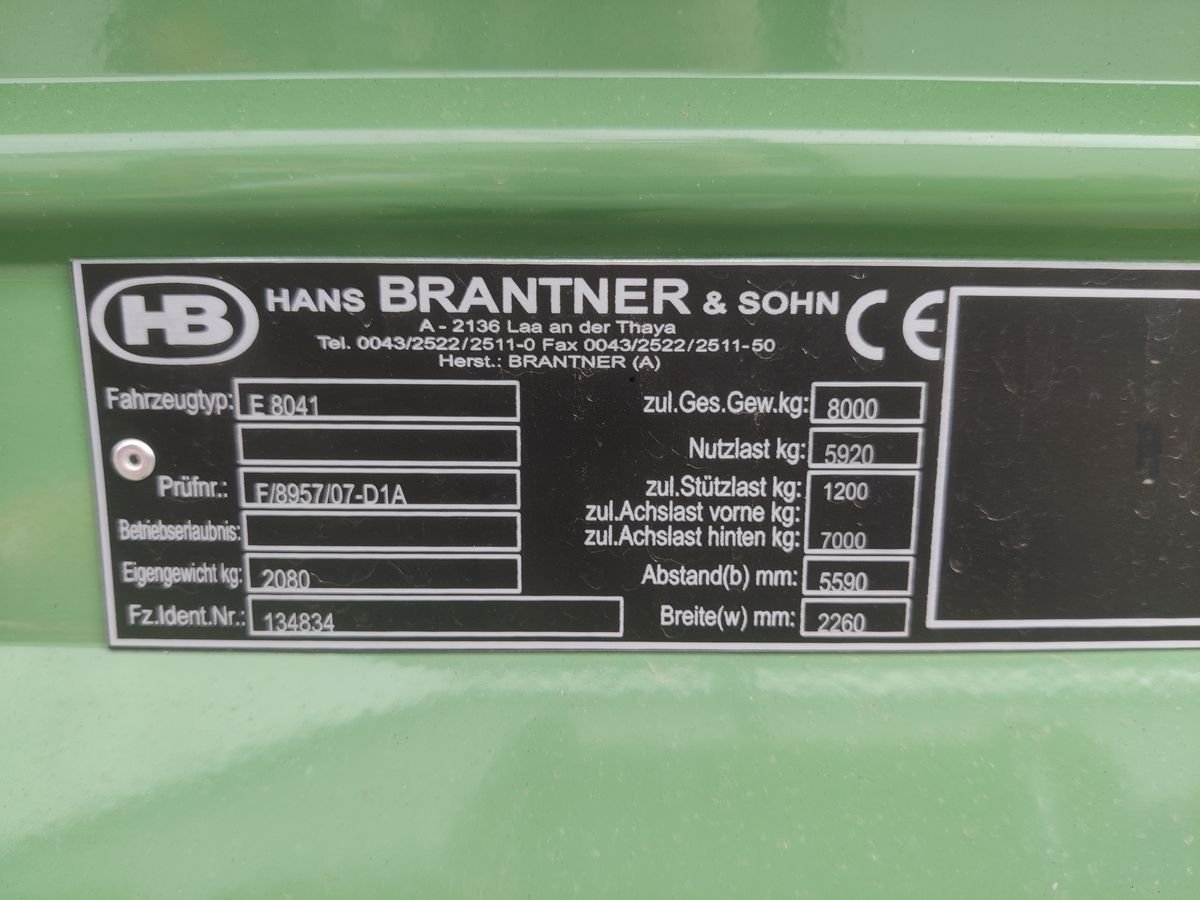 HB HANS BRANTNER & SOHN CE
A - 2136 Laa an der Thaya
Tel. 0043/2522/2511-0 Fax 0043/2522/2511-50
Herst.: BRANTNER (A)
Fahrzeugtyp: E 8041
zul.Ges.Gew.kg: 8000
Nutzlast kg: 5920
Prüfnr.: F/8957/07-D1A
zul.Stützlast kg: 1200
zul.Achslast vorne kg:
Betriebserlaubnis:
zul.Achslast hinten kg: 7000
Eigengewicht kg: 2080
Abstand(b) mm: 5590
Fz.Ident.Nr.: 134834
Breite(w) mm: 2260